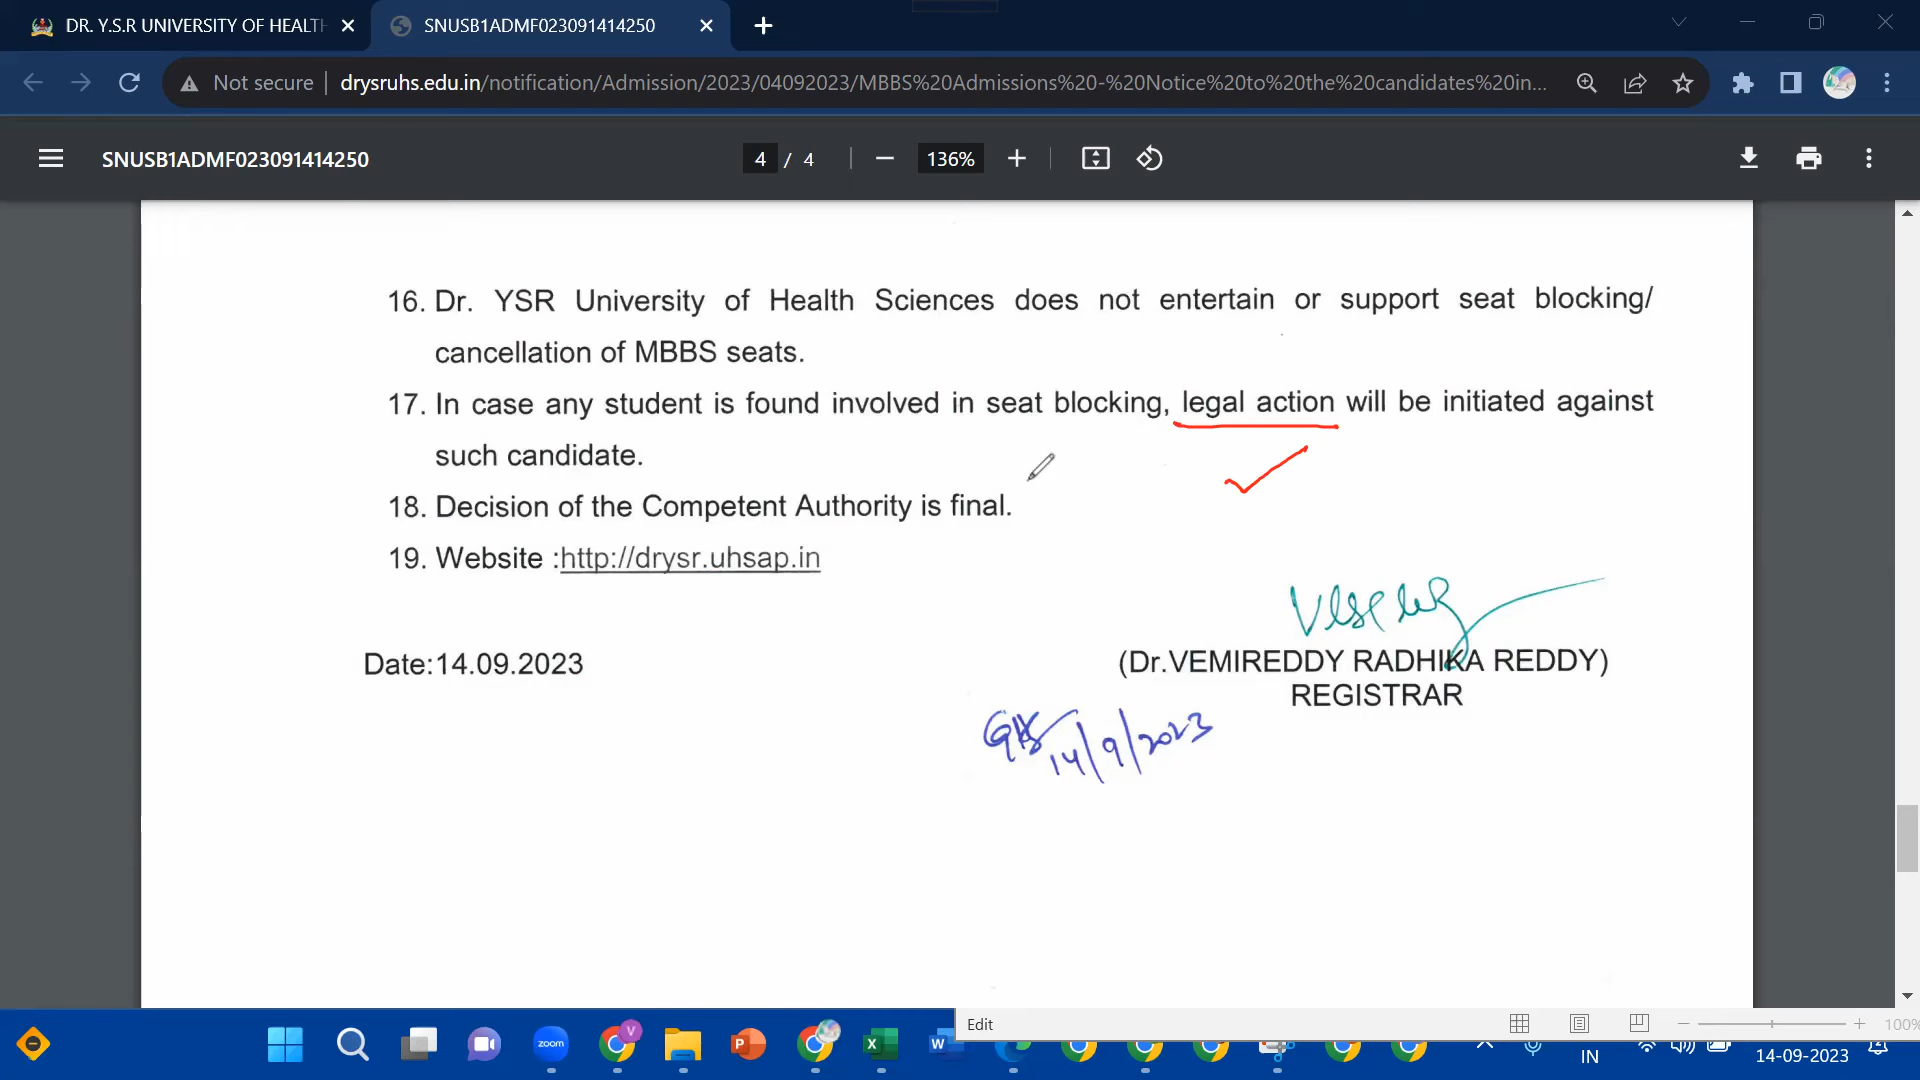 DR. Y.S.R UNIVERSITY OF HEALTH
SNUSB1ADMF023091414250
Not secure
drysruhs.edu.in/notification/Admission/2023/04092023/MBBS%20Admissions%20-%20Notice%20to%20the%20candidates%20in...
SNUSB1ADMF023091414250
4 / 4
136%
16. Dr. YSR University of Health Sciences does not entertain or support seat blocking/
cancellation of MBBS seats.
17. In case any student is found involved in seat blocking, legal action will be initiated against
such candidate.
18. Decision of the Competent Authority is final.
19. Website :http://drysr.uhsap.in
Date:14.09.2023
(Dr.VEMIREDDY RADHIKA REDDY)
REGISTRAR
14/9/2023
Edit
100%
zoom
V
IN
14-09-2023